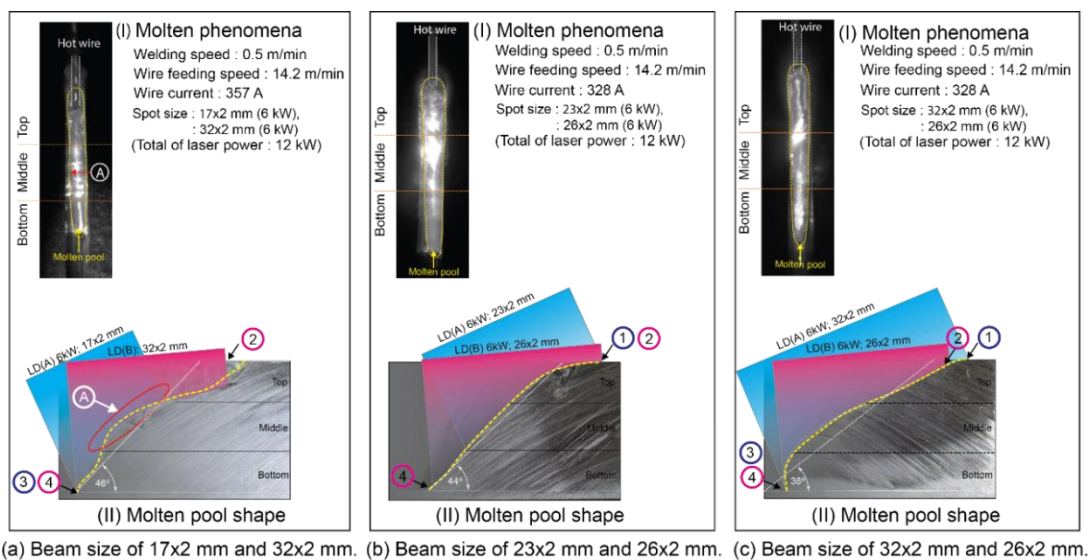 (I) Molten phenomena
Hot wire
Welding speed : 0.5 m/min
Wire feeding speed : 14.2 m/min
Wire current : 357 A
Spot size : 17x2 mm (6 kW),
: 32x2 mm (6 kW)
(Total of laser power : 12 kW)
Top
Middle
Bottom
A
Molten pool
LD(A) 6kW; 17x2 mm
LD(B): 32x2 mm
2
A
Top
Middle
Bottom
3 4
46°
(II) Molten pool shape
(a) Beam size of 17x2 mm and 32x2 mm.
(I) Molten phenomena
Hot wire
Welding speed : 0.5 m/min
Wire feeding speed : 14.2 m/min
Wire current : 328 A
Spot size : 23x2 mm (6 kW),
: 26x2 mm (6 kW)
(Total of laser power : 12 kW)
Top
Middle
Bottom
Molten pool
LD(A) 6kW; 23x2 mm
LD(B) 6kW; 26x2 mm
1 2
Top
Middle
Bottom
4
44°
(II) Molten pool shape
(b) Beam size of 23x2 mm and 26x2 mm.
(I) Molten phenomena
Hot wire
Welding speed : 0.5 m/min
Wire feeding speed : 14.2 m/min
Wire current : 328 A
Spot size : 32x2 mm (6 kW),
: 26x2 mm (6 kW)
(Total of laser power : 12 kW)
Top
Middle
Bottom
Molten pool
LD(A) 6kW; 32x2 mm
LD(B) 6kW; 26x2 mm
2 1
Top
Middle
Bottom
3
4
38°
(II) Molten pool shape
(c) Beam size of 32x2 mm and 26x2 mm.